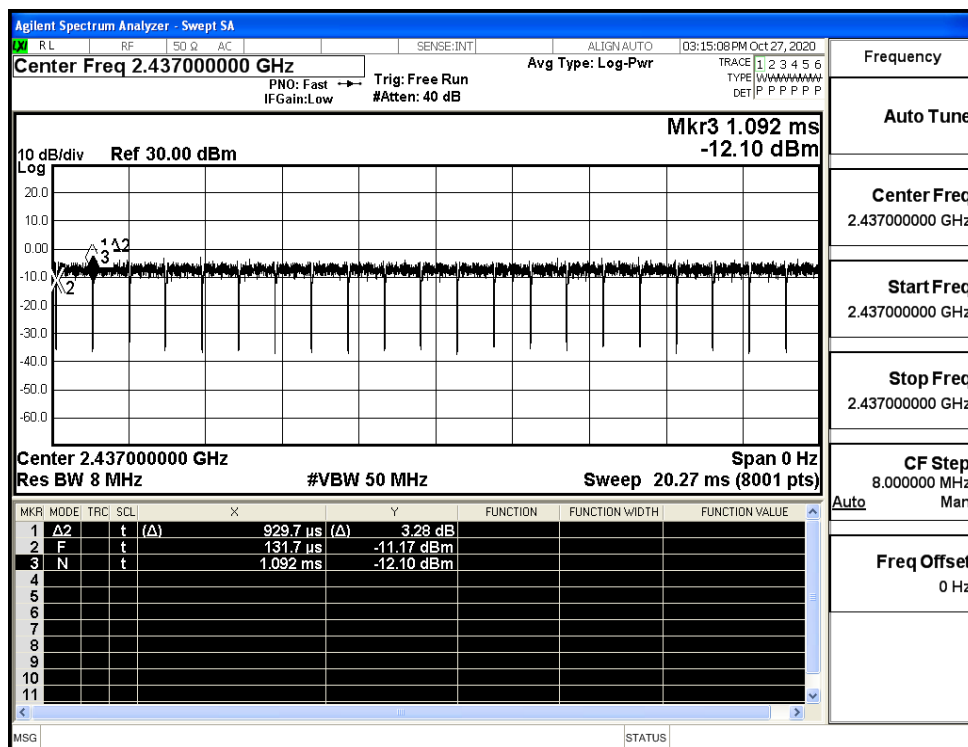 Agilent Spectrum Analyzer - Swept SA
LXI RL RF 50 Ω AC SENSE:INT ALIGN AUTO 03:15:08 PM Oct 27, 2020
Center Freq 2.437000000 GHz
PNO: Fast
IFGain:Low
Trig: Free Run
#Atten: 40 dB
Avg Type: Log-Pwr
TRACE 1 2 3 4 5 6
TYPE
DET P P P P P P
Mkr3 1.092 ms
-12.10 dBm
10 dB/div Ref 30.00 dBm
Log
20.0
10.0
0.00
-10.0
-20.0
-30.0
-40.0
-50.0
-60.0
1Δ2
3
2
Center 2.437000000 GHz Span 0 Hz
Res BW 8 MHz #VBW 50 MHz Sweep 20.27 ms (8001 pts)
MKR MODE TRC SCL X Y FUNCTION FUNCTION WIDTH FUNCTION VALUE
1 Δ2 t (Δ) 929.7 µs (Δ) 3.28 dB
2 F t 131.7 µs -11.17 dBm
3 N t 1.092 ms -12.10 dBm
4
5
6
7
8
9
10
11
MSG STATUS
Frequency
Auto Tune
Center Freq
2.437000000 GHz
Start Freq
2.437000000 GHz
Stop Freq
2.437000000 GHz
CF Step
8.000000 MHz
Auto Man
Freq Offset
0 Hz